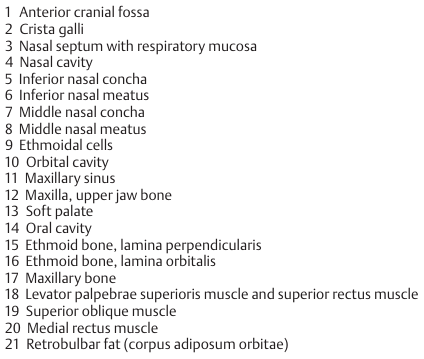 1 Anterior cranial fossa
2 Crista galli
3 Nasal septum with respiratory mucosa
4 Nasal cavity
5 Inferior nasal concha
6 Inferior nasal meatus
7 Middle nasal concha
8 Middle nasal meatus
9 Ethmoidal cells
10 Orbital cavity
11 Maxillary sinus
12 Maxilla, upper jaw bone
13 Soft palate
14 Oral cavity
15 Ethmoid bone, lamina perpendicularis
16 Ethmoid bone, lamina orbitalis
17 Maxillary bone
18 Levator palpebrae superioris muscle and superior rectus muscle
19 Superior oblique muscle
20 Medial rectus muscle
21 Retrobulbar fat (corpus adiposum orbitae)